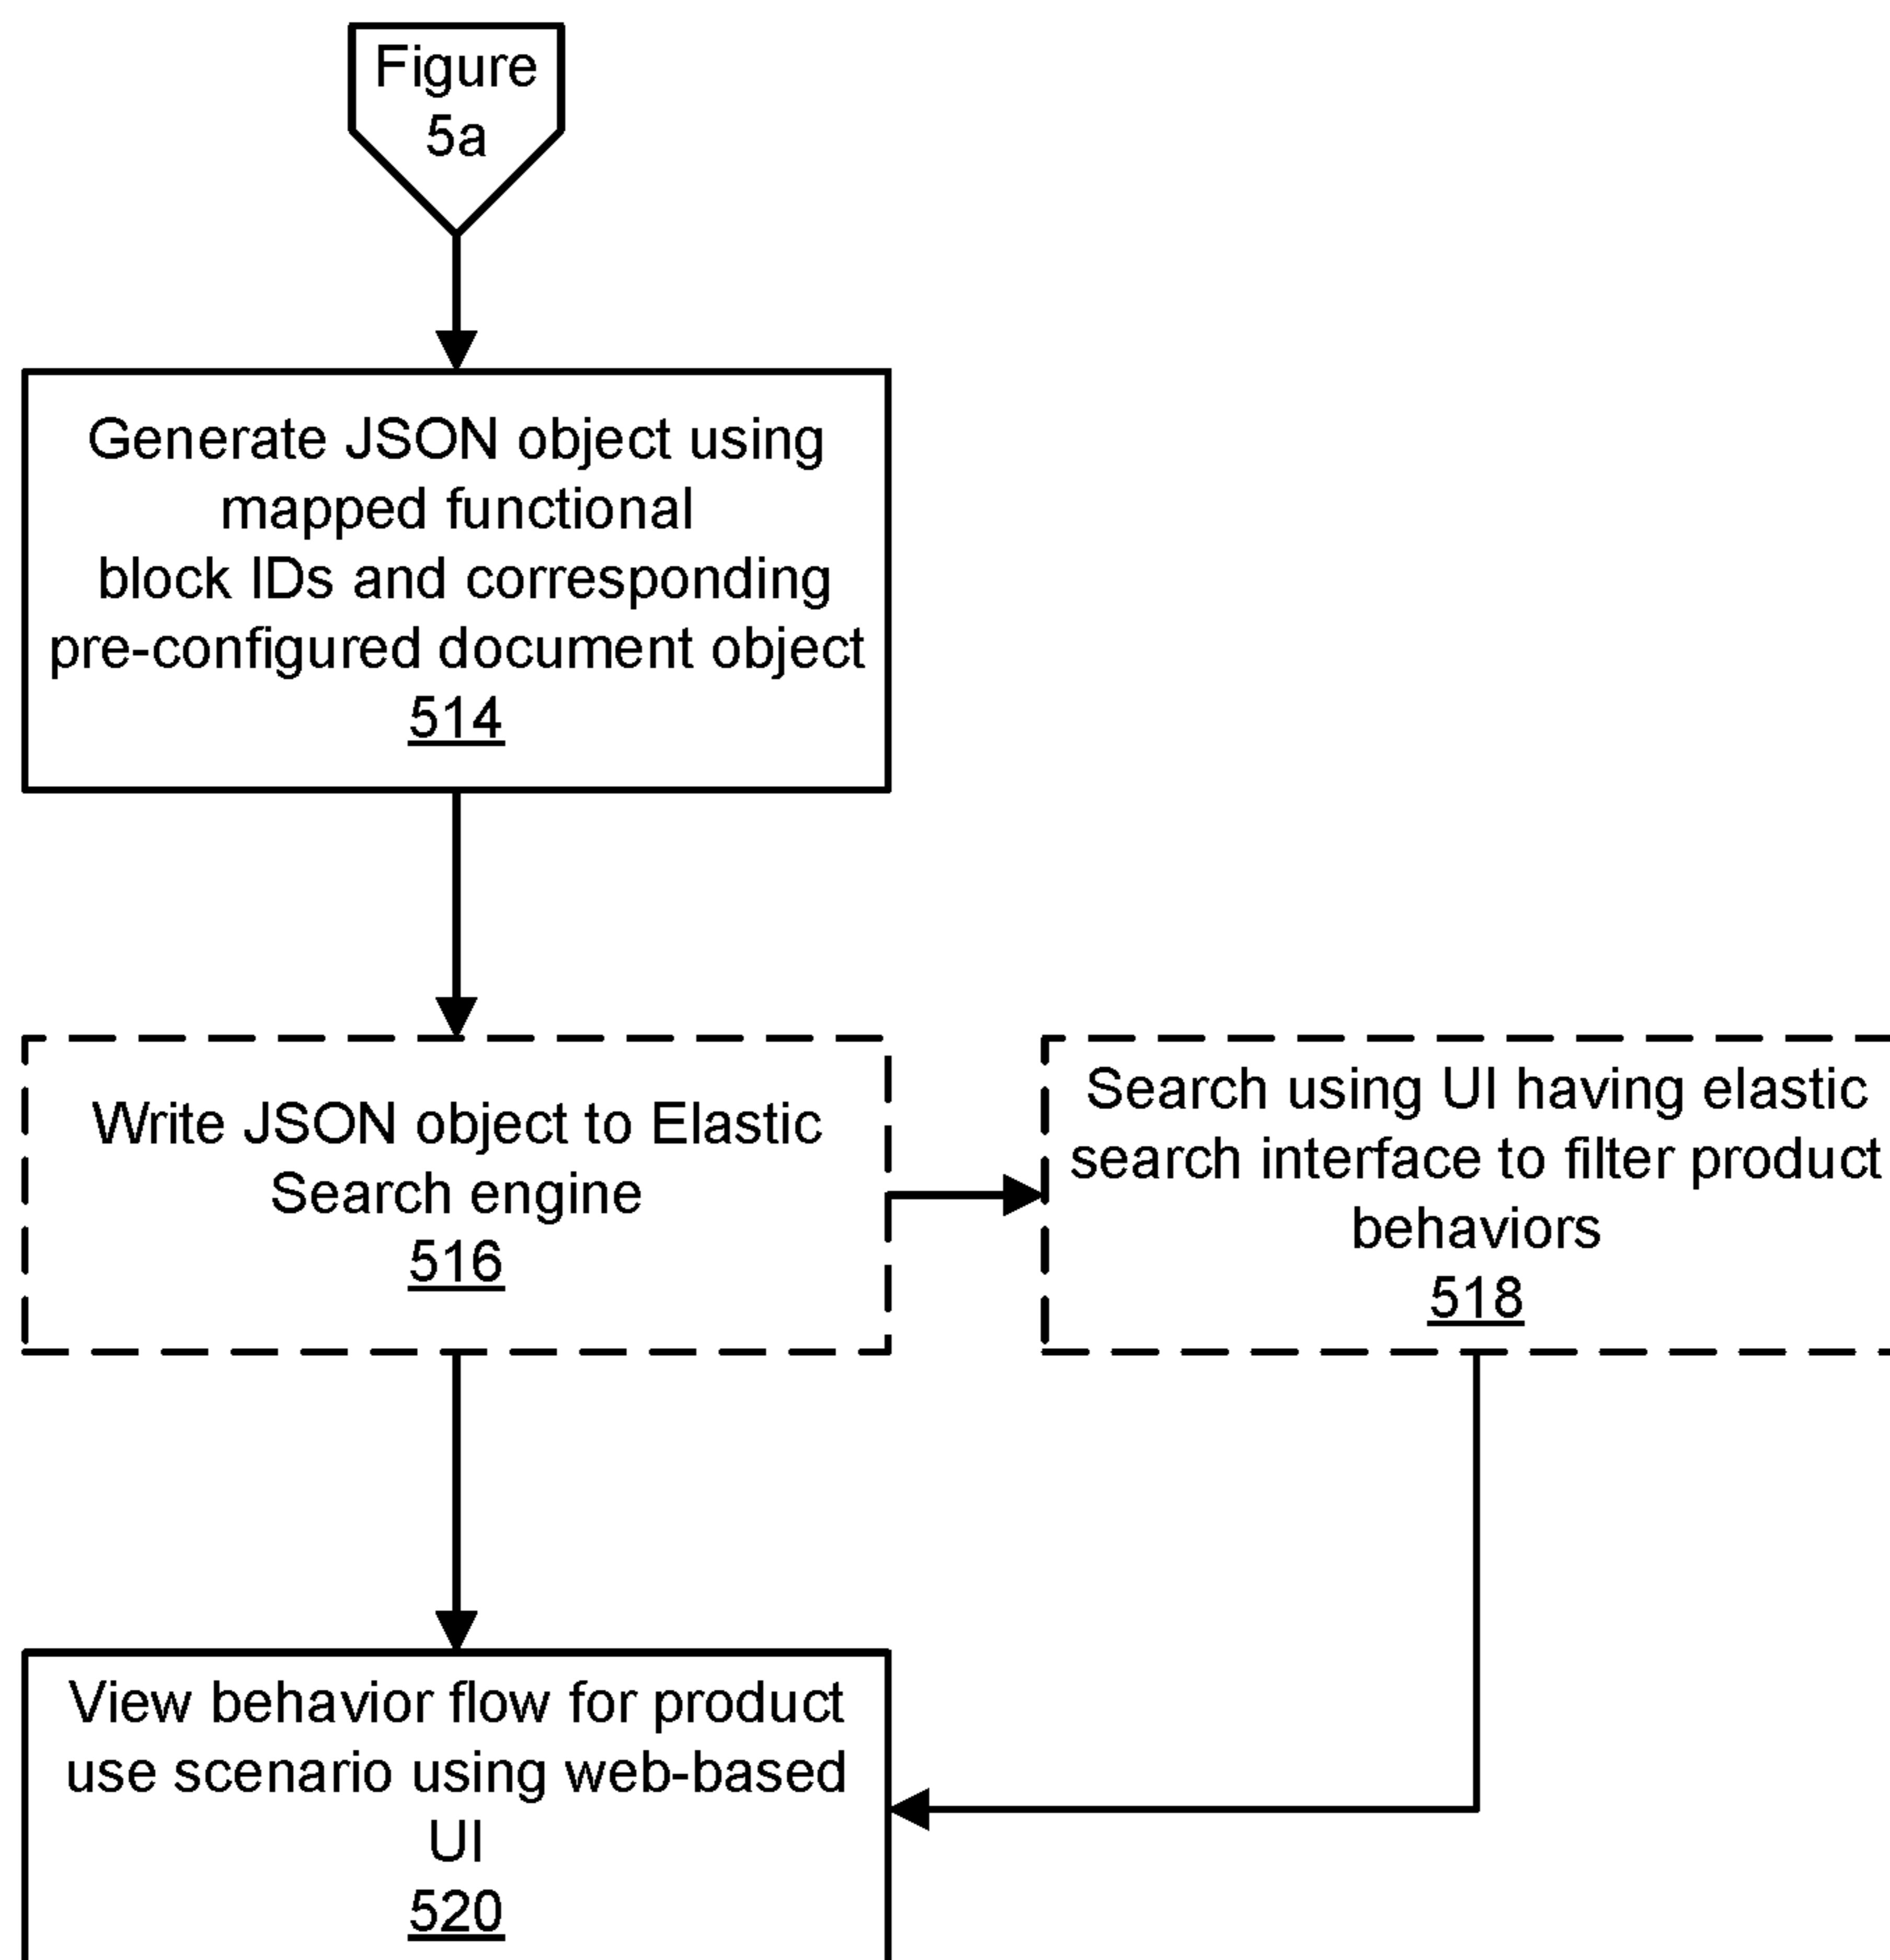 Figure
5a
Generate JSON object using
mapped functional
block IDs and corresponding
pre-configured document object
514
Write JSON object to Elastic
Search engine
516
Search using UI having elastic
search interface to filter product
behaviors
518
View behavior flow for product
use scenario using web-based
UI
520